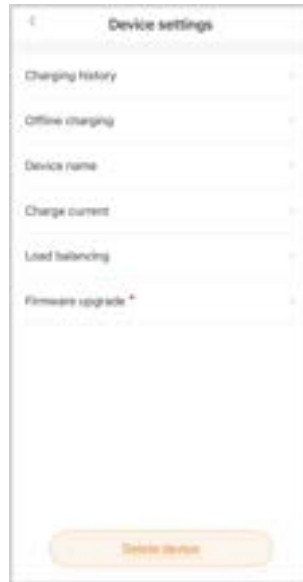 Device settings
Charging history
Offline charging
Device name
Charge current
Load balancing
Firmware upgrade *
Delete device